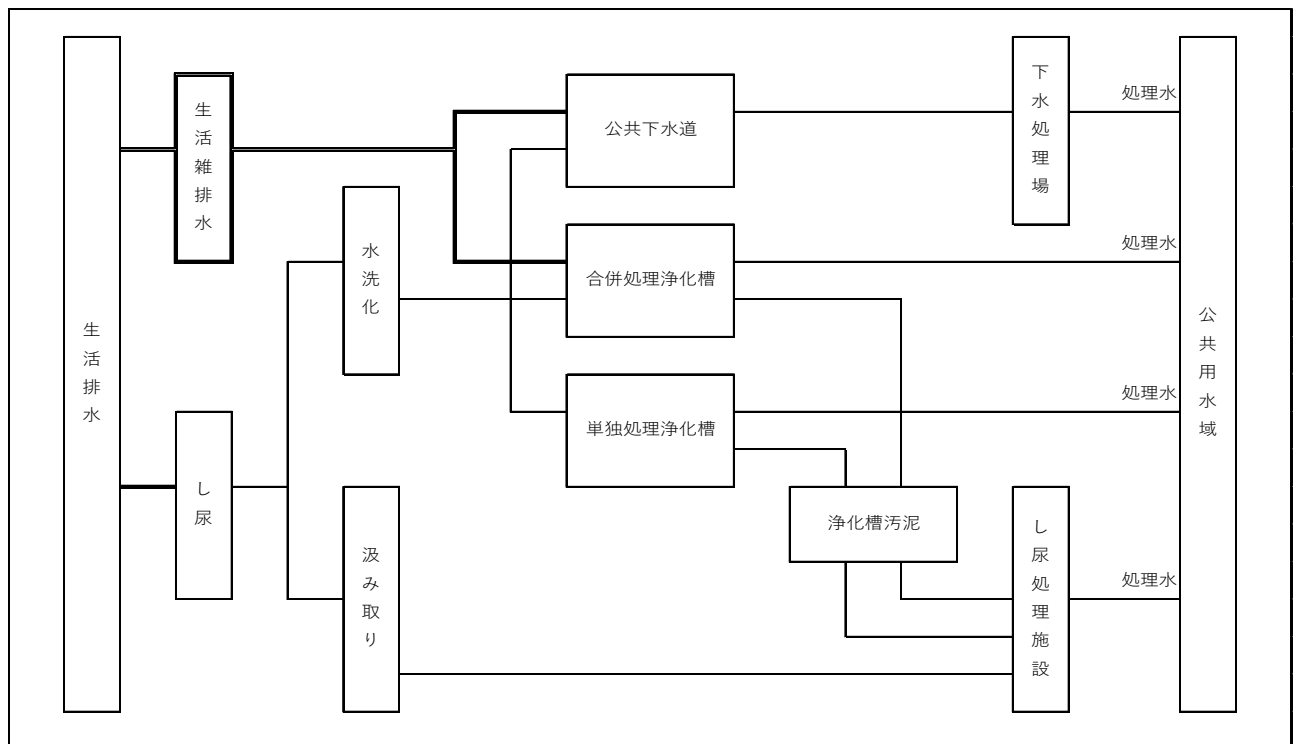 生活排水
生活雑排水
し尿
水洗化
汲み取り
公共下水道
合併処理浄化槽
単独処理浄化槽
浄化槽汚泥
下水処理場
し尿処理施設
処理水
処理水
処理水
処理水
公共用水域